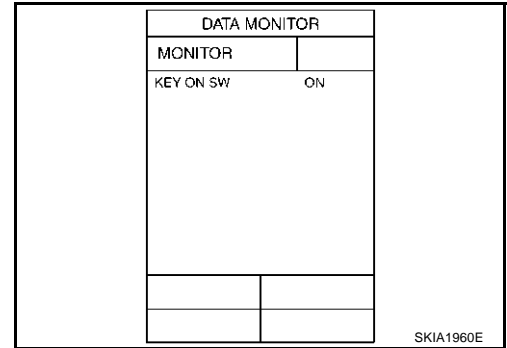 DATA MONITOR
MONITOR
KEY ON SW ON
SKIA1960E